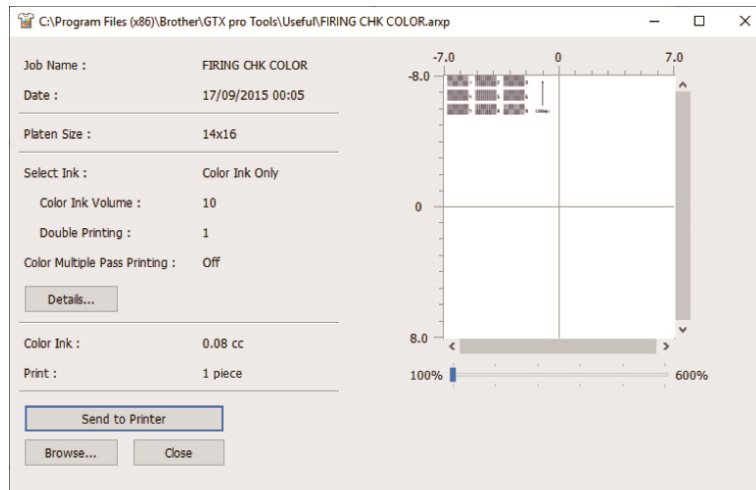 C:\Program Files (x86)\Brother\GTX pro Tools\Useful\FIRING CHK COLOR.arxp
Job Name : FIRING CHK COLOR
Date : 17/09/2015 00:05
Platen Size : 14x16
Select Ink : Color Ink Only
Color Ink Volume : 10
Double Printing : 1
Color Multiple Pass Printing : Off
Details...
Color Ink : 0.08 cc
Print : 1 piece
Send to Printer
Browse... Close
-7.0 0 7.0
-8.0
0
8.0
100% 600%